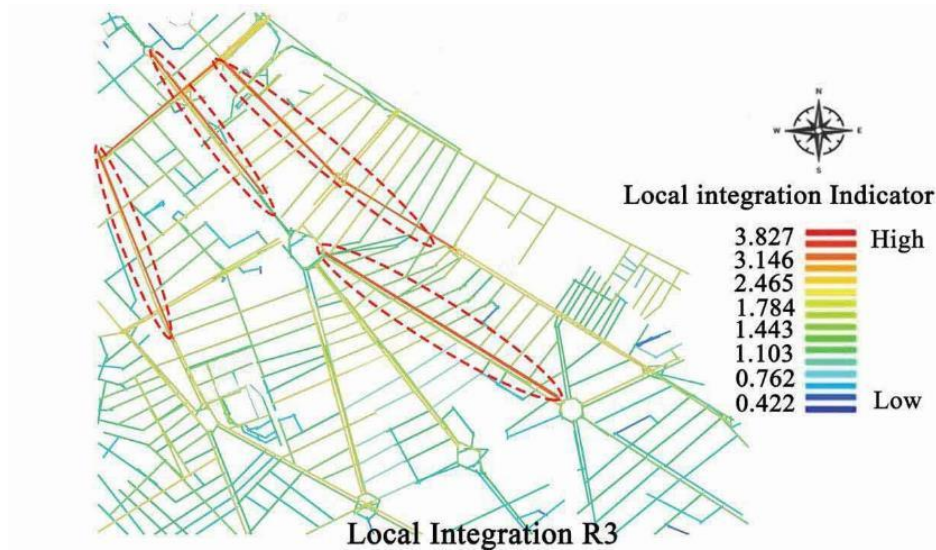 N
W E
S
Local integration Indicator
3.827 High
3.146
2.465
1.784
1.443
1.103
0.762
0.422 Low
Local Integration R3